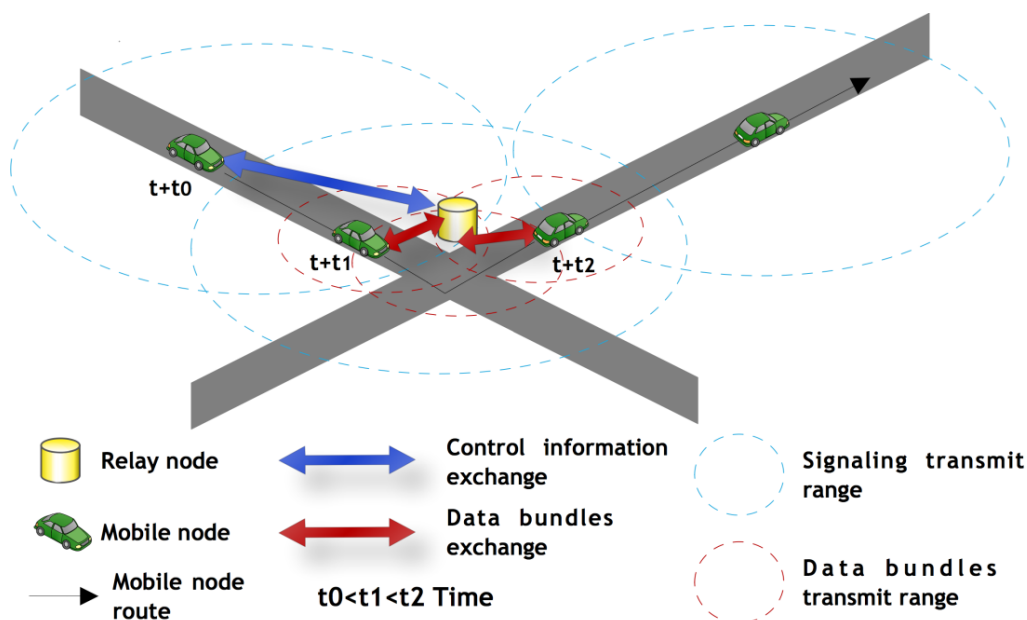 t+t0
t+t1
t+t2
Relay node
Control information
exchange
Signaling transmit
range
Mobile node
Data bundles
exchange
Mobile node
route
t0<t1<t2 Time
Data bundles
transmit range